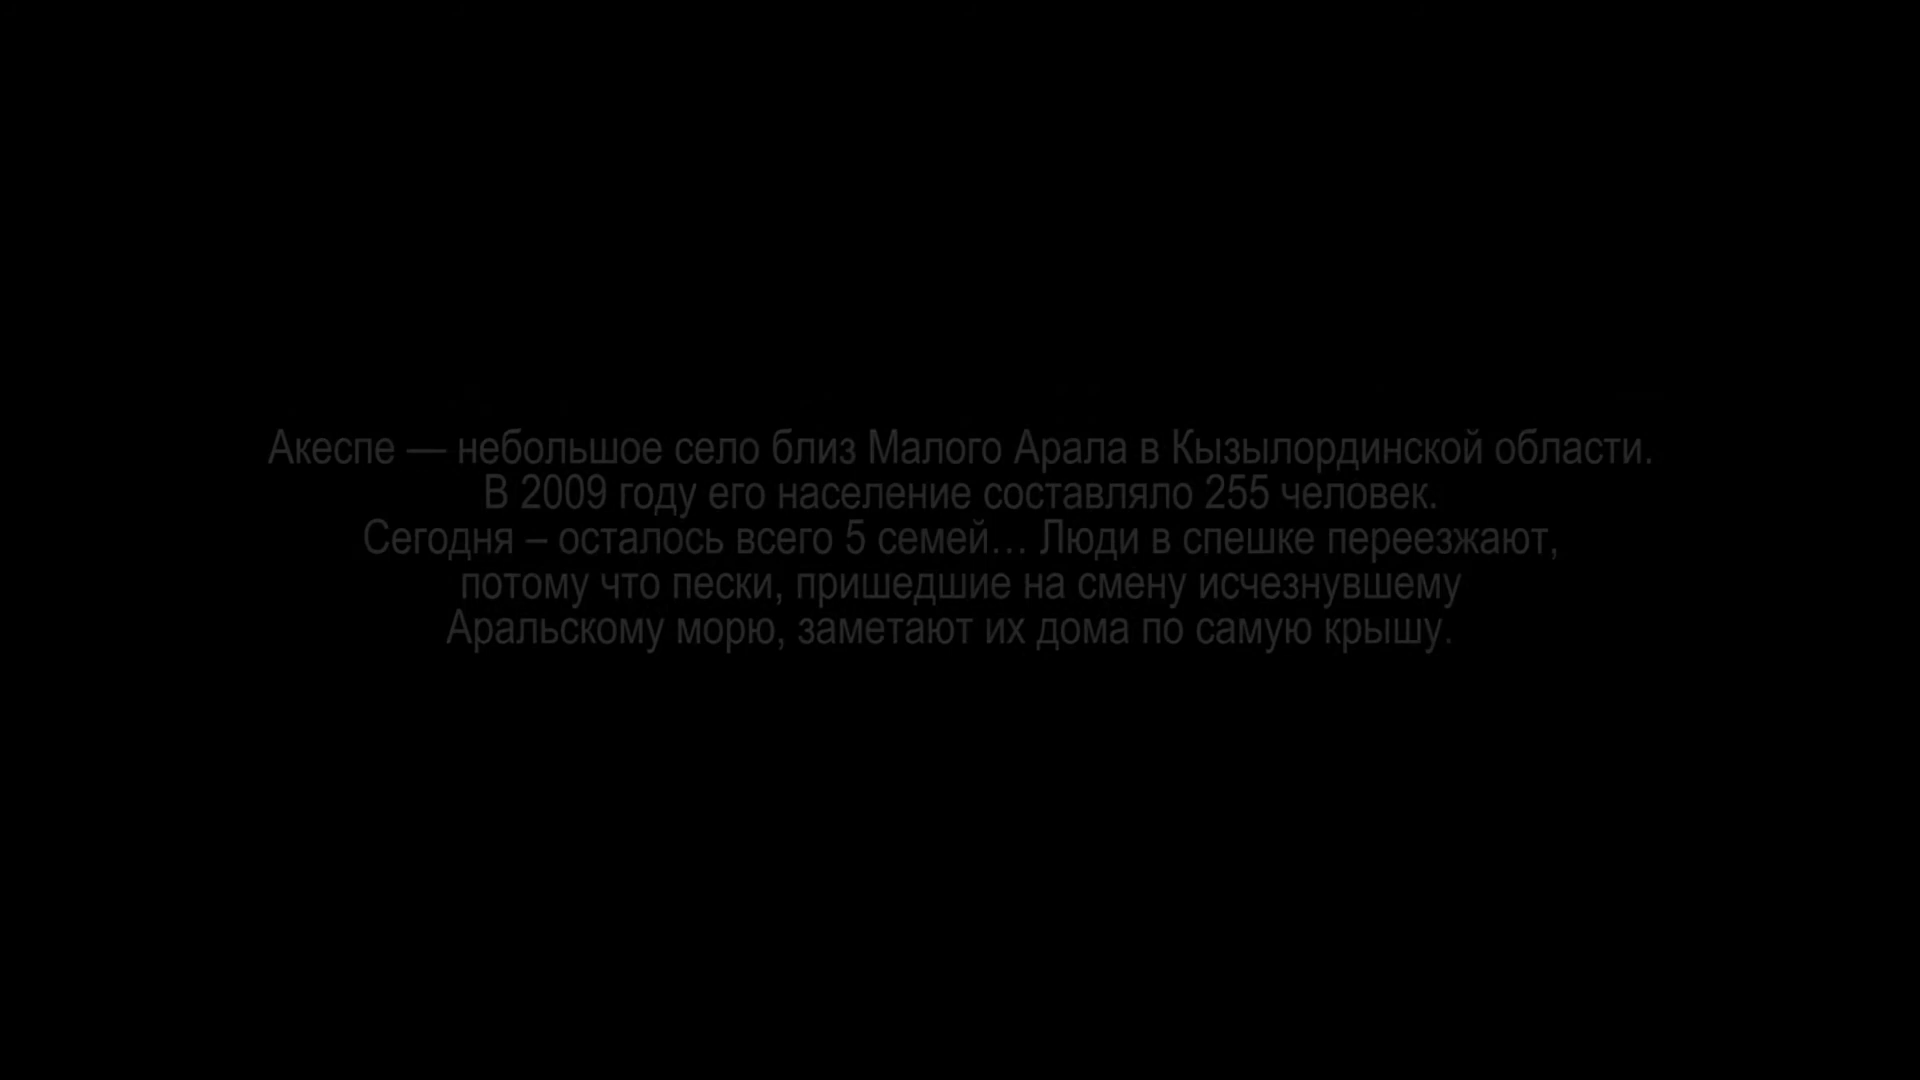 Акеспе — небольшое село близ Малого Арала в Кызылординской области.
В 2009 году его население составляло 255 человек.
Сегодня – осталось всего 5 семей… Люди в спешке переезжают,
потому что пески, пришедшие на смену исчезнувшему
Аральскому морю, заметают их дома по самую крышу.